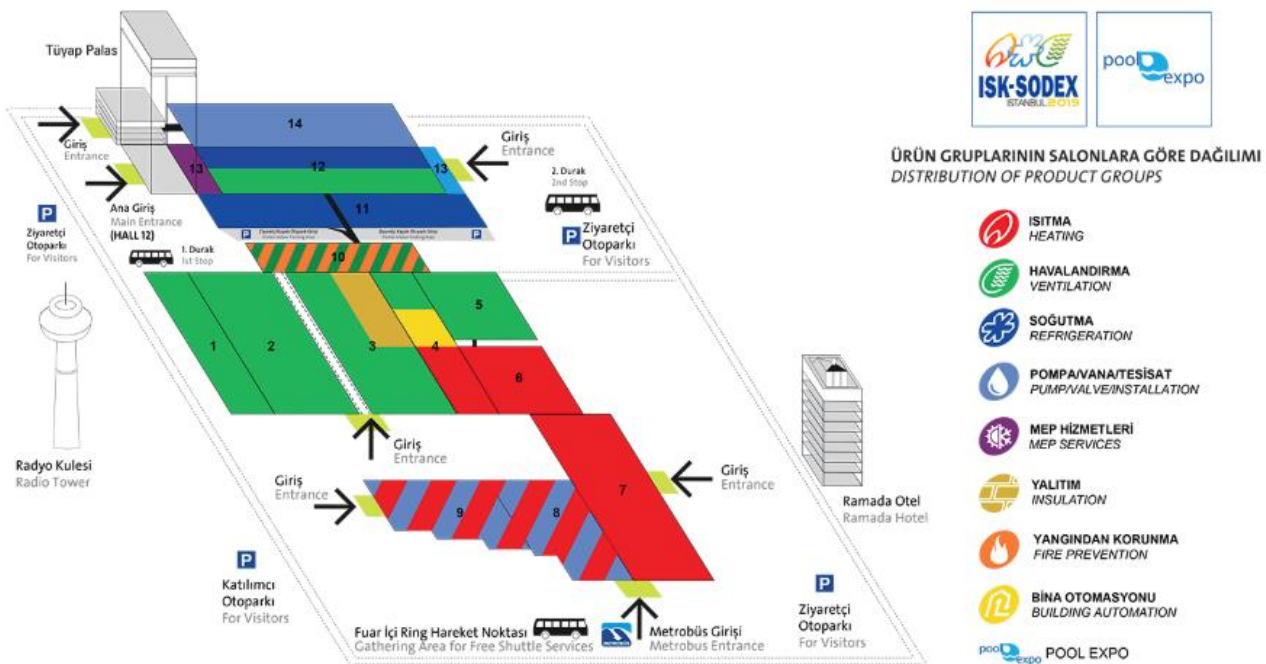 Tüyap Palas
14
Giriş
Entrance
Giriş
Entrance
13
12
13
2. Durak
2nd Stop
11
Ana Giriş
Main Entrance
(HALL 12)
P
Ziyaretçi
Otoparkı
For Visitors
P
P
P
Ziyaretçi
Otoparkı
For Visitors
1. Durak
1st Stop
10
1
2
3
4
5
6
7
Giriş
Entrance
Radyo Kulesi
Radio Tower
Giriş
Entrance
9
8
Giriş
Entrance
Ramada Otel
Ramada Hotel
P
Katılımcı
Otoparkı
For Visitors
P
Ziyaretçi
Otoparkı
For Visitors
Fuar İçi Ring Hareket Noktası
Gathering Area for Free Shuttle Services
Metrobüs Girişi
Metrobus Entrance
ISK-SODEX
ISTANBUL 2019
pool
expo
ÜRÜN GRUPLARININ SALONLARA GÖRE DAĞILIMI
DISTRIBUTION OF PRODUCT GROUPS
ISITMA
HEATING
HAVALANDIRMA
VENTILATION
SOĞUTMA
REFRIGERATION
POMPA/VANA/TESİSAT
PUMP/VALVE/INSTALLATION
MEP HİZMETLERİ
MEP SERVICES
YALITIM
INSULATION
YANGINDAN KORUNMA
FIRE PREVENTION
BİNA OTOMASYONU
BUILDING AUTOMATION
pool expo POOL EXPO